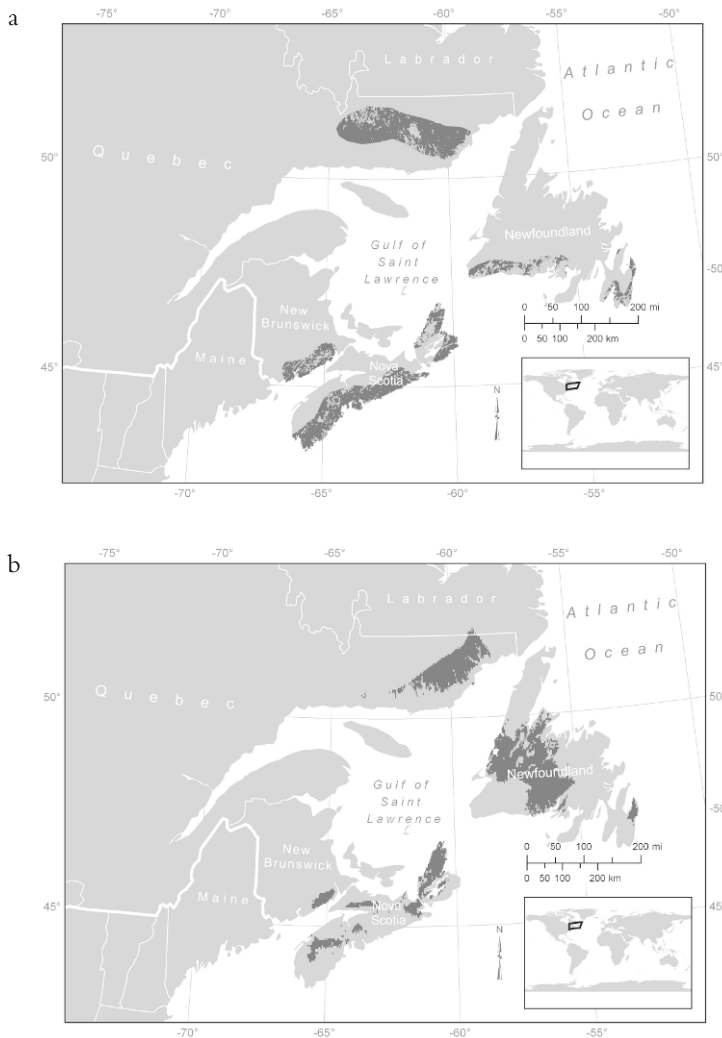 a
-75° -70° -65° -60° -55° -50°
Labrador
Atlantic
Ocean
50°
Quebec
50°
Newfoundland
Gulf of
Saint
Lawrence
-50°
0 50 100 200 mi
0 50 100 200 km
New
Brunswick
Maine
Nova
Scotia
45°
45°
N
-70° -65° -60° -55°
b
-75° -70° -65° -60° -55° -50°
Labrador
Atlantic
Ocean
50°
Quebec
50°
Newfoundland
Gulf of
Saint
Lawrence
-50°
0 50 100 200 mi
0 50 100 200 km
New
Brunswick
Maine
Nova
Scotia
45°
45°
N
-70° -65° -60° -55°